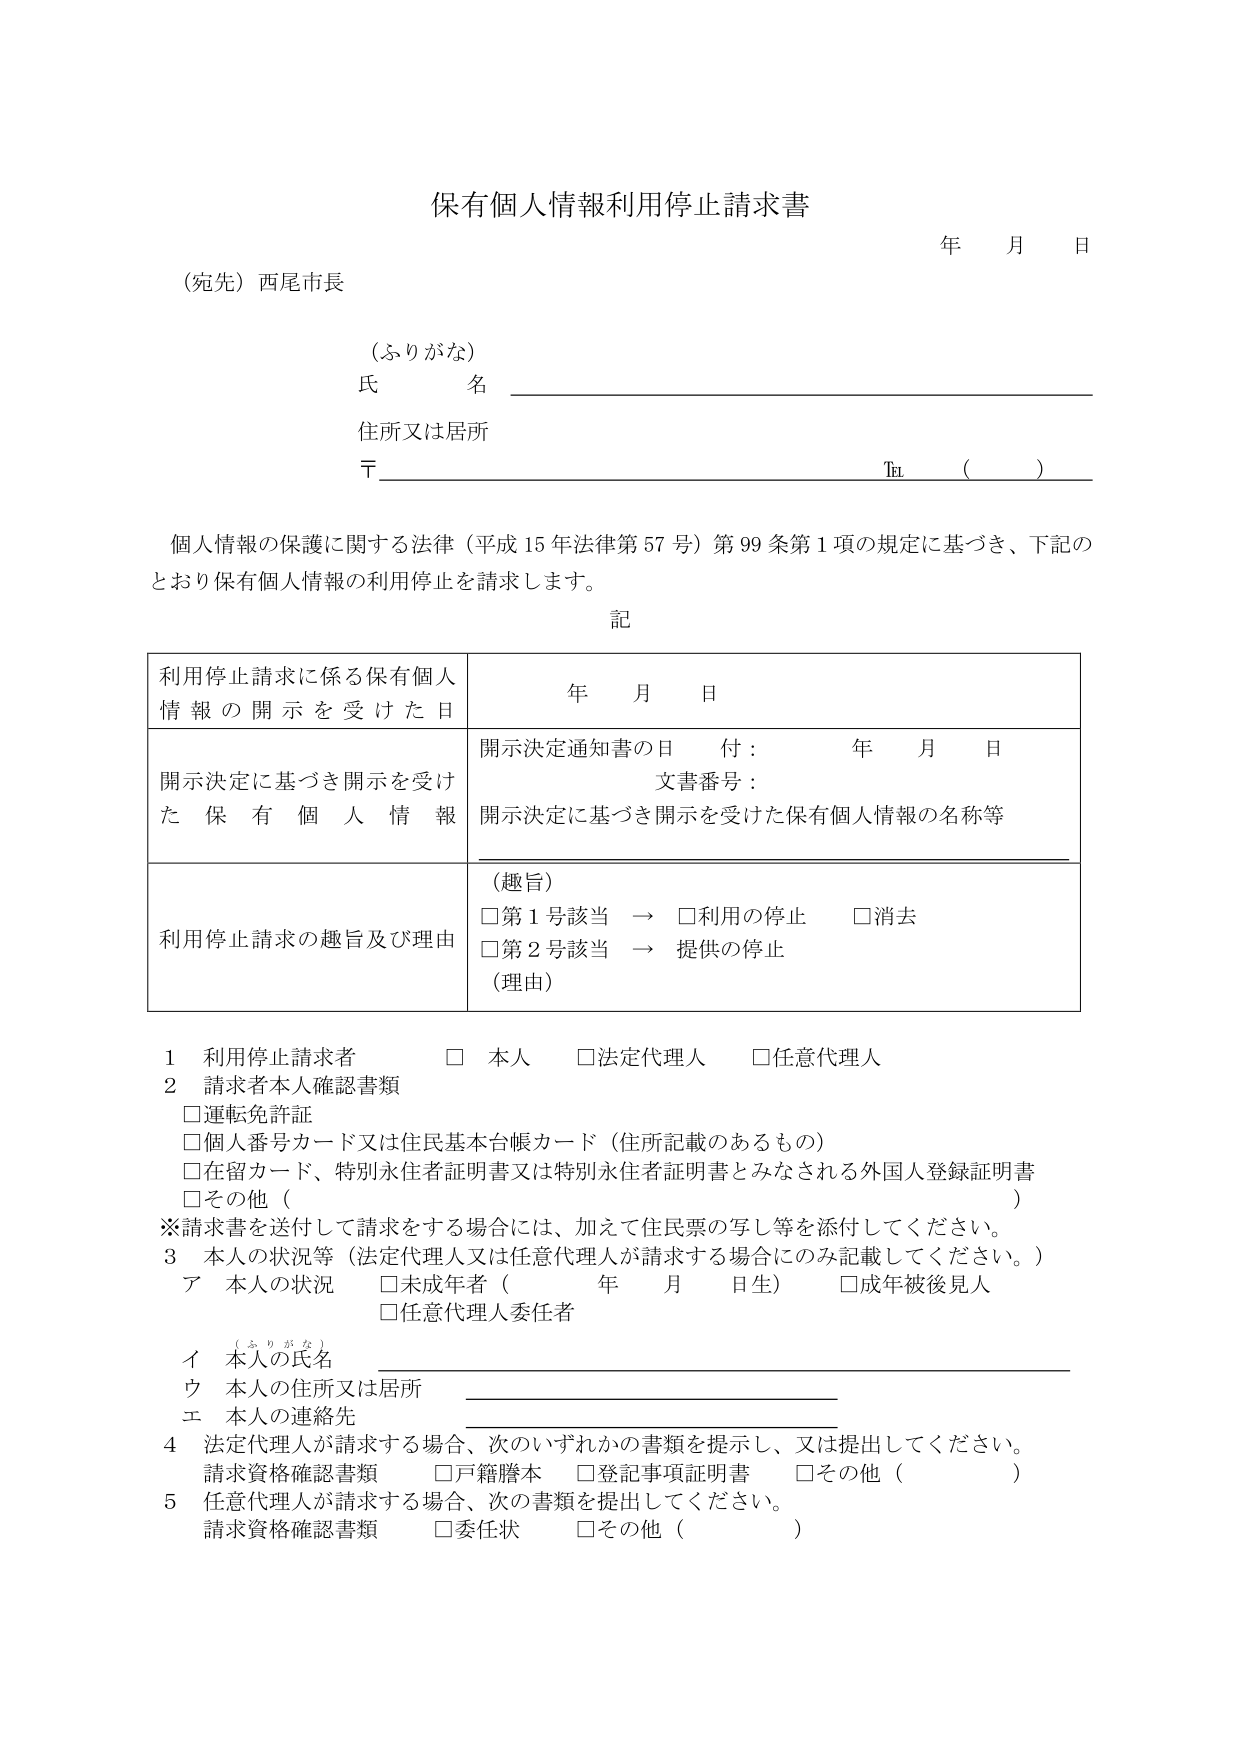 保有個人情報利用停止請求書
年　　月　　日
（宛先）西尾市長
（ふりがな）
氏　　　　名
住所又は居所
〒　　　　　　　　　　　　　　℡　　（　　　）
個人情報の保護に関する法律（平成 15 年法律第 57 号）第 99 条第 1 項の規定に基づき、下記の
とおり保有個人情報の利用停止を請求します。
記
利用停止請求に係る保有個人
情報の開示を受けた日
年　　月　　日
開示決定に基づき開示を受け
た保有個人情報
開示決定通知書の日　　付：　　　　年　　月　　日
文書番号：
開示決定に基づき開示を受けた保有個人情報の名称等
利用停止請求の趣旨及び理由
（趣旨）
□第１号該当　→　□利用の停止　　□消去
□第２号該当　→　提供の停止
（理由）
１　利用停止請求者　　　　□　本人　　□法定代理人　　□任意代理人
２　請求者本人確認書類
□運転免許証
□個人番号カード又は住民基本台帳カード（住所記載のあるもの）
□在留カード、特別永住者証明書又は特別永住者証明書とみなされる外国人登録証明書
□その他（　　　　　　　　　　　　　　　　　　　　）
※請求書を送付して請求をする場合には、加えて住民票の写し等を添付してください。
３　本人の状況等（法定代理人又は任意代理人が請求する場合にのみ記載してください。）
ア　本人の状況　　□未成年者（　　　　年　　月　　日生）　　□成年被後見人
□任意代理人委任者
（ふりがな）
イ　本人の氏名
ウ　本人の住所又は居所
エ　本人の連絡先
４　法定代理人が請求する場合、次のいずれかの書類を提示し、又は提出してください。
請求資格確認書類　　□戸籍謄本　　□登記事項証明書　　□その他（　　　　　）
５　任意代理人が請求する場合、次の書類を提出してください。
請求資格確認書類　　□委任状　　□その他（　　　　　）